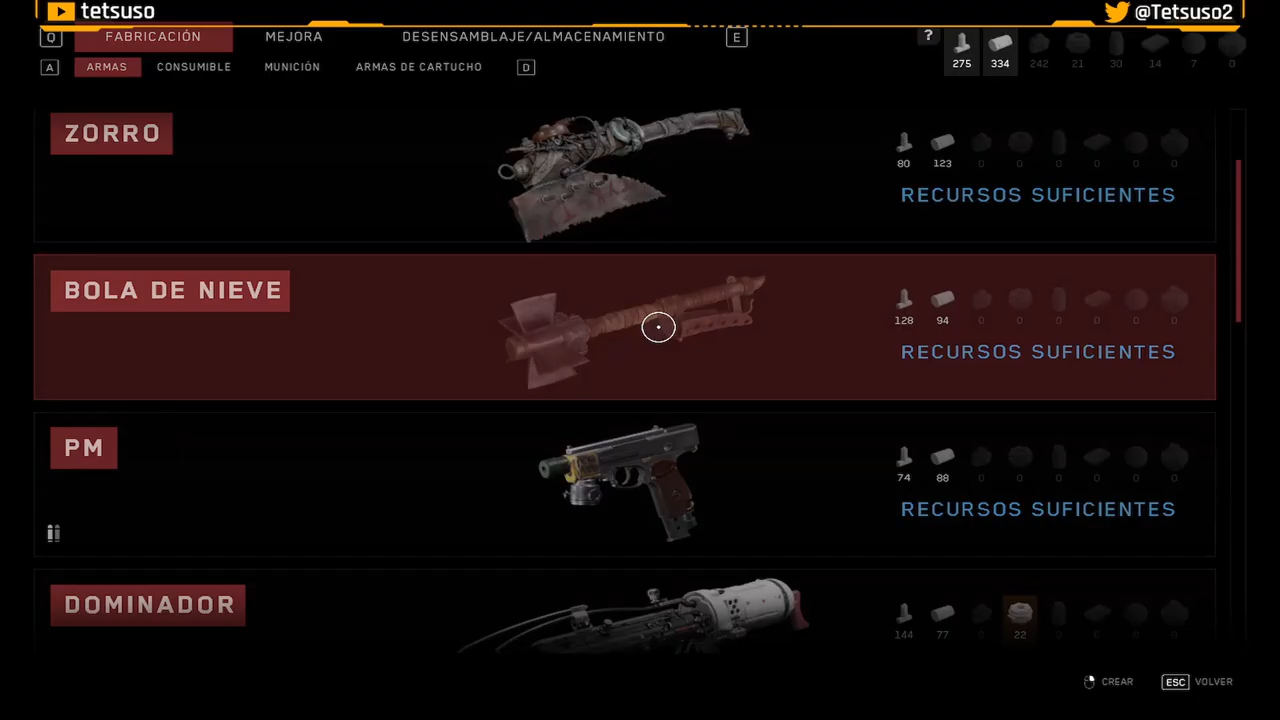 tetsuso
@Tetsuso2
Q FABRICACIÓN MEJORA DESENSAMBLAJE/ALMACENAMIENTO E
?
275 334 242 21 30 14 7 0
A ARMAS CONSUMIBLE MUNICIÓN ARMAS DE CARTUCHO D
ZORRO
80 123 0 0 0 0 0 0
RECURSOS SUFICIENTES
BOLA DE NIEVE
128 94 0 0 0 0 0 0
RECURSOS SUFICIENTES
PM
74 88 0 0 0 0 0 0
RECURSOS SUFICIENTES
DOMINADOR
144 77 0 22 0 0 0 0
CREAR ESC VOLVER